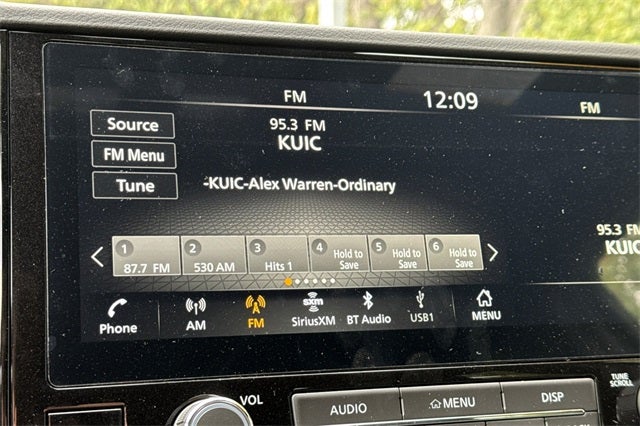 FM 12:09 FM
Source
95.3 FM
KUIC
FM Menu
Tune
-KUIC-Alex Warren-Ordinary
95.3 FM
KUIC
1 2 3 4 5 6
87.7 FM 530 AM Hits 1 Hold to Save Hold to Save Hold to Save
Phone AM FM SiriusXM BT Audio USB1 MENU
sxm
VOL AUDIO MENU DISP TUNE SCROLL